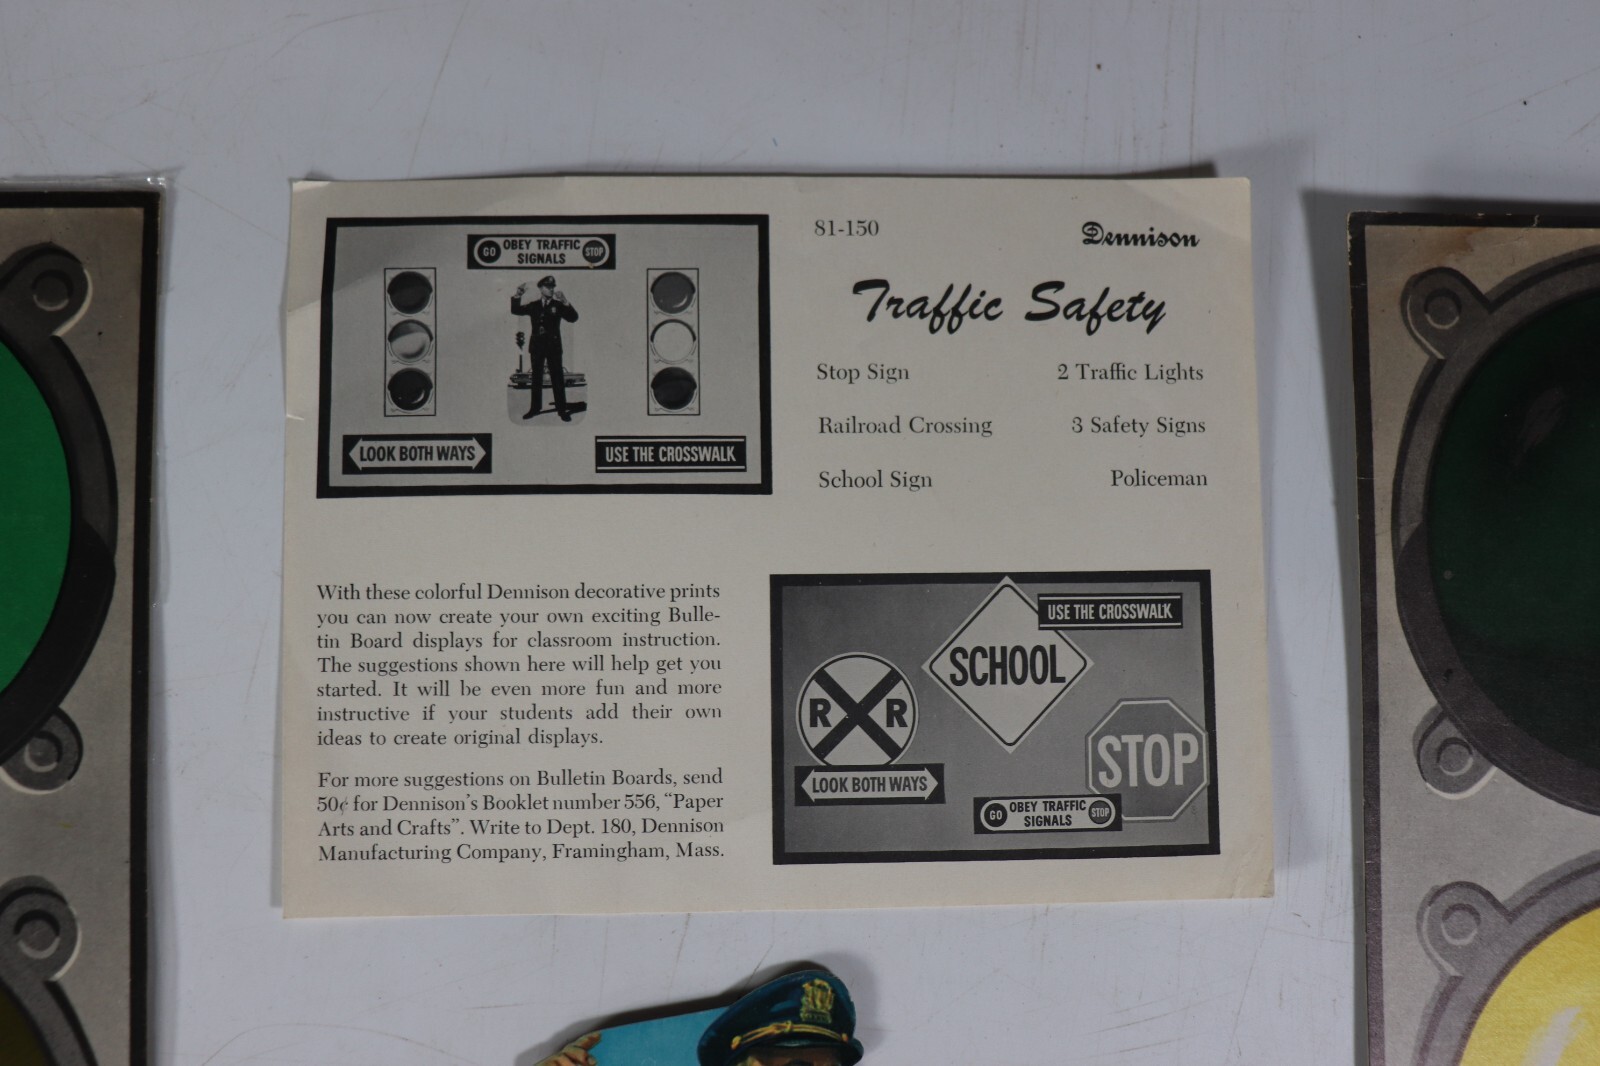 OBEY TRAFFIC
GO SIGNALS STOP
LOOK BOTH WAYS
USE THE CROSSWALK
81-150
Dennison
Traffic Safety
Stop Sign 2 Traffic Lights
Railroad Crossing 3 Safety Signs
School Sign Policeman
With these colorful Dennison decorative prints
you can now create your own exciting Bulle-
tin Board displays for classroom instruction.
The suggestions shown here will help get you
started. It will be even more fun and more
instructive if your students add their own
ideas to create original displays.
For more suggestions on Bulletin Boards, send
50¢ for Dennison's Booklet number 556, "Paper
Arts and Crafts". Write to Dept. 180, Dennison
Manufacturing Company, Framingham, Mass.
USE THE CROSSWALK
SCHOOL
R R
STOP
LOOK BOTH WAYS
OBEY TRAFFIC
GO SIGNALS STOP